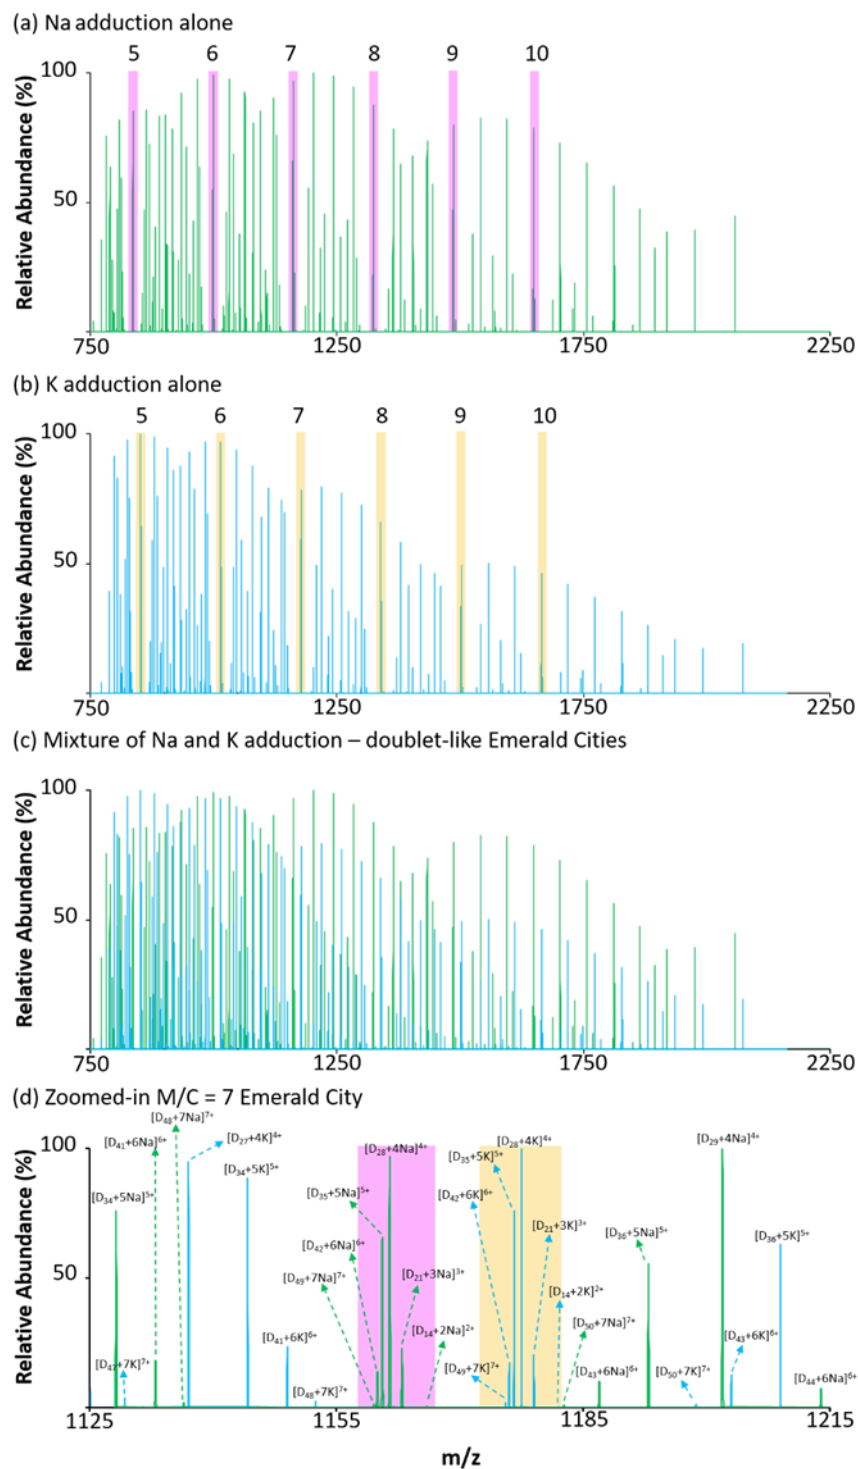 (a) Na adduction alone
5 6 7 8 9 10
100
50
Relative Abundance (%)
750 1250 1750 2250
(b) K adduction alone
5 6 7 8 9 10
100
50
Relative Abundance (%)
750 1250 1750 2250
(c) Mixture of Na and K adduction – doublet-like Emerald Cities
100
50
Relative Abundance (%)
750 1250 1750 2250
(d) Zoomed-in M/C = 7 Emerald City
100
50
Relative Abundance (%)
[D48+7Na]7+
[D41+6Na]6+
[D27+4K]4+
[D28+4Na]4+
[D28+4K]4+
[D29+4Na]4+
[D35+5K]5+
[D34+5K]5+
[D34+5Na]5+
[D35+5Na]5+
[D42+6K]6+
[D21+3K]3+
[D36+5Na]5+
[D36+5K]5+
[D42+6Na]6+
[D49+7Na]7+
[D21+3Na]3+
[D14+2K]2+
[D14+2Na]2+
[D50+7Na]7+
[D41+6K]6+
[D43+6K]6+
[D47+7K]7+
[D49+7K]7+
[D43+6Na]6+
[D50+7K]7+
[D44+6Na]6+
[D48+7K]7+
1125 1155 1185 1215
m/z